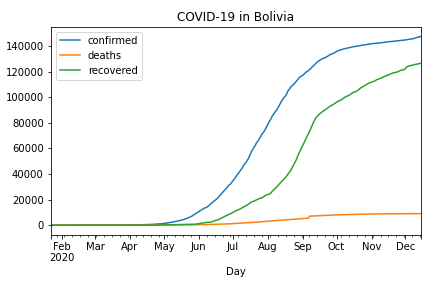 COVID-19 in Bolivia
confirmed
deaths
recovered
140000
120000
100000
80000
60000
40000
20000
0
Feb Mar Apr May Jun Jul Aug Sep Oct Nov Dec
2020
Day